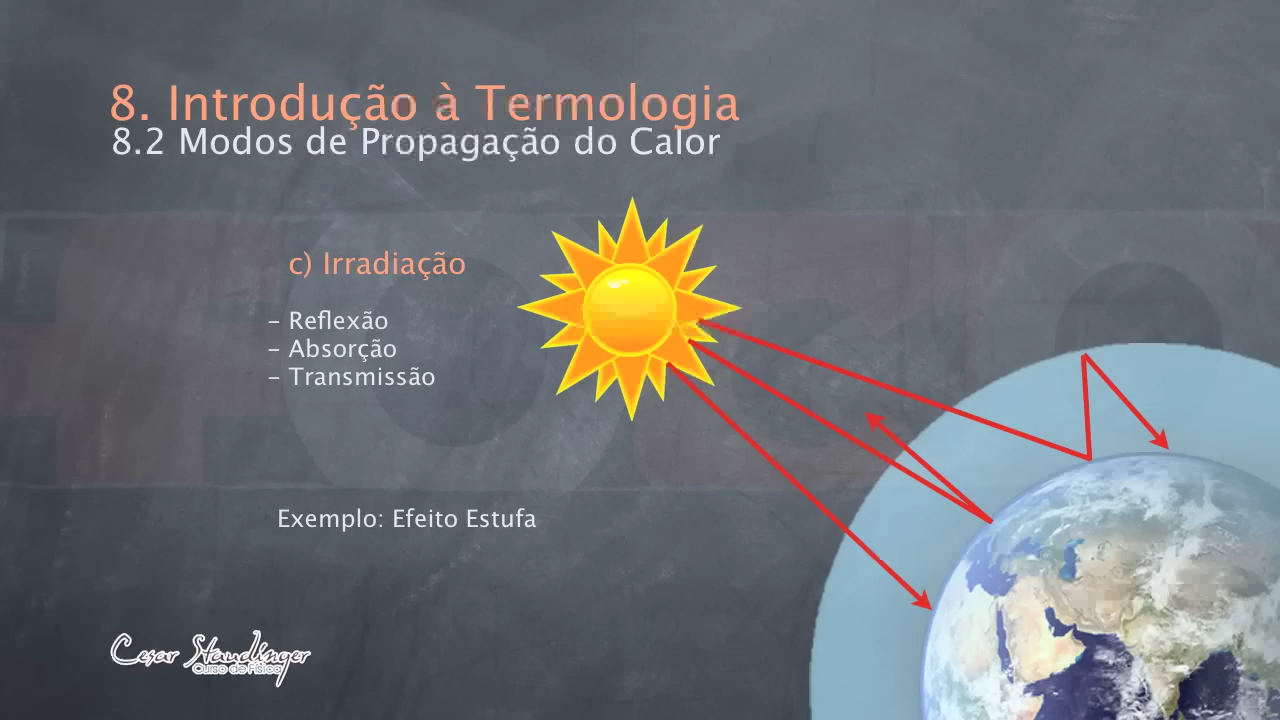 8. Introdução à Termologia
8.2 Modos de Propagação do Calor
c) Irradiação
– Reflexão
– Absorção
– Transmissão
Exemplo: Efeito Estufa
Cesar Staudinger
Curso de Física